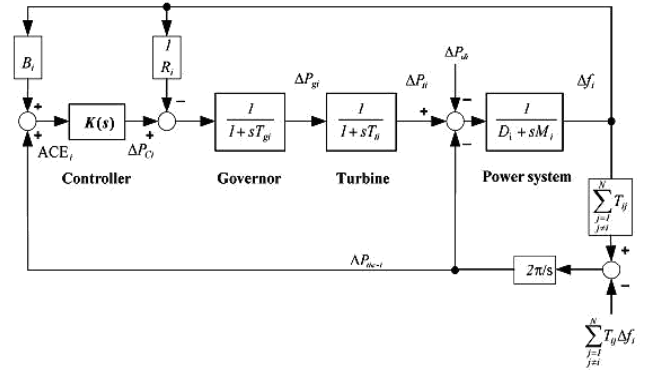 B_i
1
R_i
ΔP_gi
ΔP_di
ΔP_ti
Δf_i
+
+
ACE_i
K(s)
+
ΔP_Ci
−
1
1+sT_gi
1
1+sT_ti
+
−
−
1
D_i + sM_i
Controller
Governor
Turbine
Power system
N
∑ T_ij
j=1
j≠i
+
−
ΔP_tie-i
2π/s
N
∑ T_ij Δf_i
j=1
j≠i